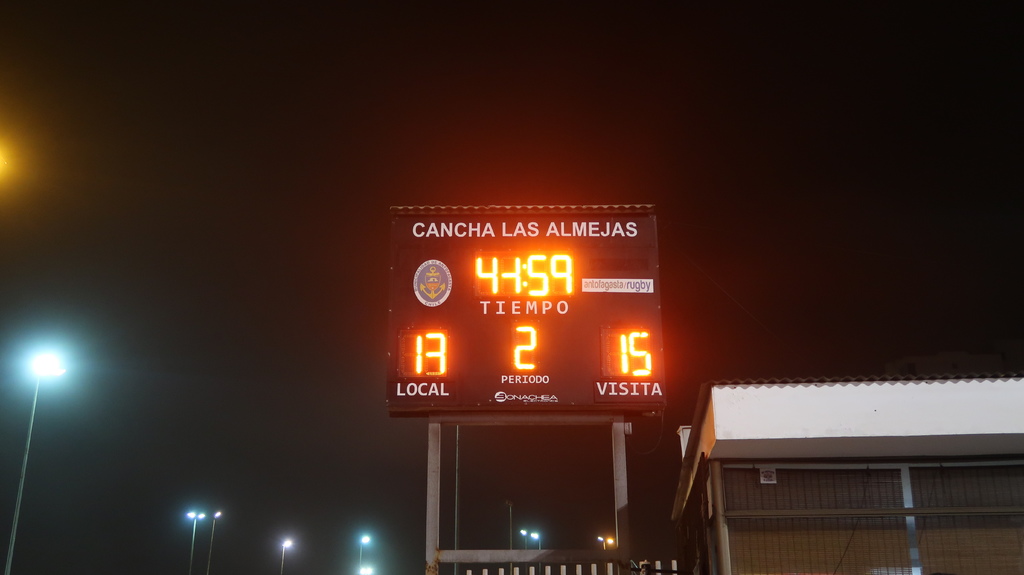 CANCHA LAS ALMEJAS
41:59
antofagasta/rugby
TIEMPO
13 2 15
PERIODO
LOCAL VISITA
SONACHEA